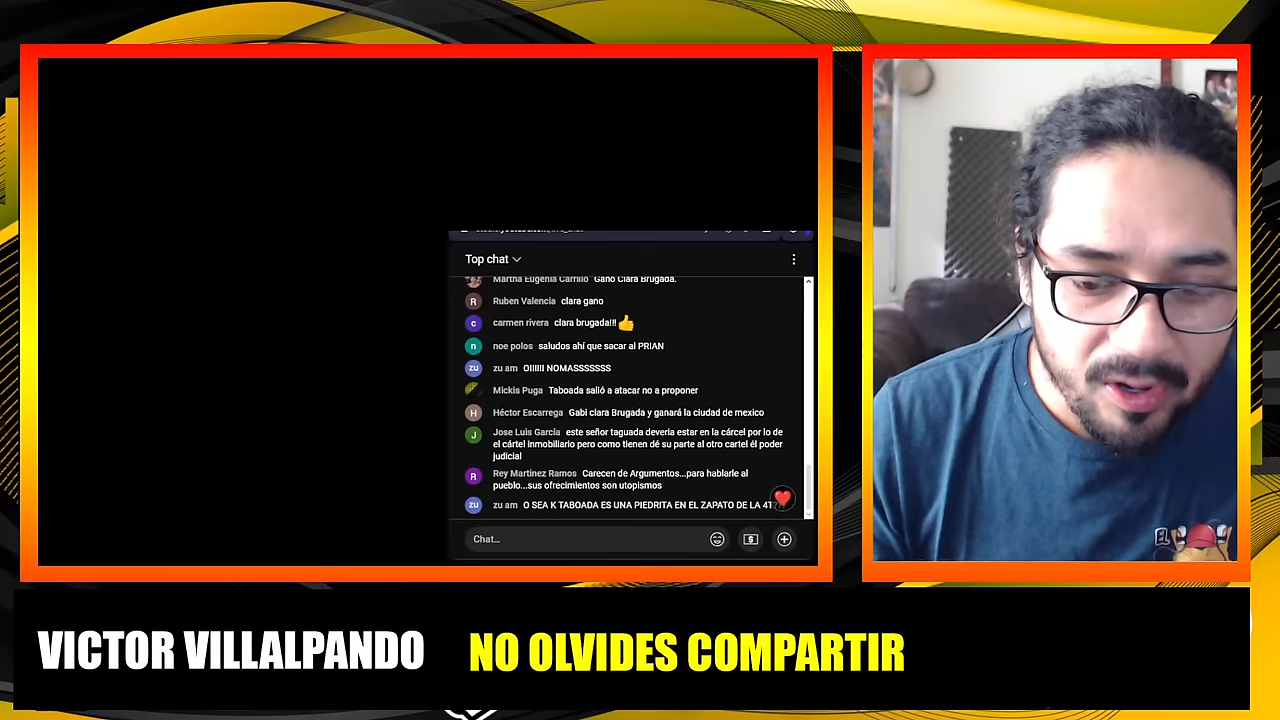 Top chat
Martha Eugenia Carrillo Gano Clara Brugada.
R Ruben Valencia clara gano
c carmen rivera clara brugada!!!👍
n noe polos saludos ahí que sacar al PRIAN
zu zu am OIIIIII NOMASSSSSSS
Mickis Puga Taboada salió a atacar no a proponer
H Héctor Escarrega Gabi clara Brugada y ganará la ciudad de mexico
J Jose Luis García este señor taguada deveria estar en la cárcel por lo de
el cártel inmobiliario pero como tienen dé su parte al otro cartel él poder
judicial
R Rey Martinez Ramos Carecen de Argumentos...para hablarle al
pueblo...sus ofrecimientos son utopismos
zu zu am O SEA K TABOADA ES UNA PIEDRITA EN EL ZAPATO DE LA 4T
Chat...
EL
VICTOR VILLALPANDO
NO OLVIDES COMPARTIR